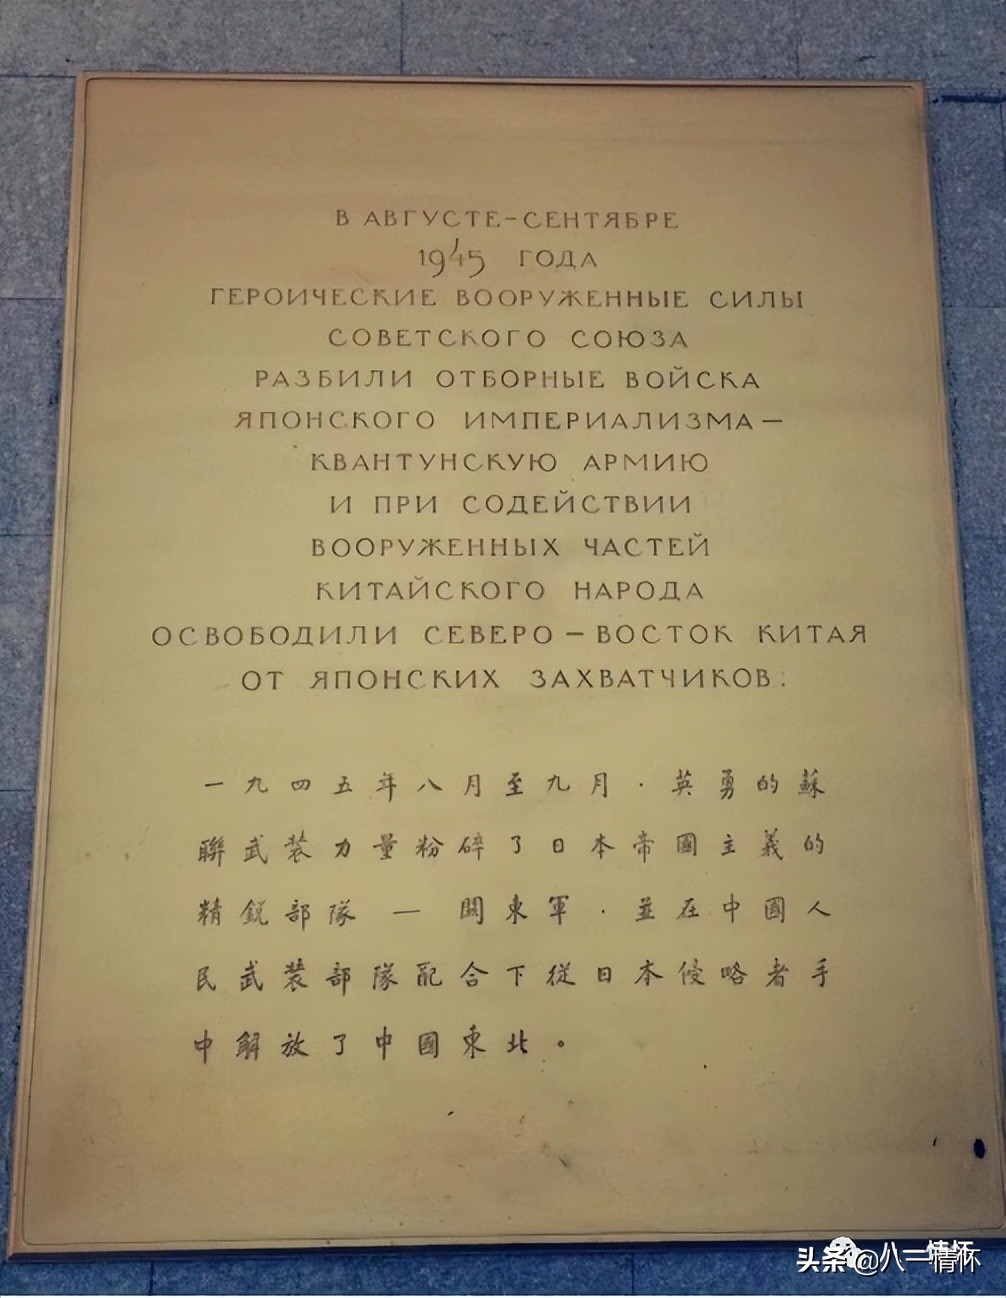 В АВГУСТЕ-СЕНТЯБРЕ
1945 ГОДА
ГЕРОИЧЕСКИЕ ВООРУЖЕННЫЕ СИЛЫ
СОВЕТСКОГО СОЮЗА
РАЗБИЛИ ОТБОРНЫЕ ВОЙСКА
ЯПОНСКОГО ИМПЕРИАЛИЗМА—
КВАНТУНСКУЮ АРМИЮ
И ПРИ СОДЕЙСТВИИ
ВООРУЖЕННЫХ ЧАСТЕЙ
КИТАЙСКОГО НАРОДА
ОСВОБОДИЛИ СЕВЕРО—ВОСТОК КИТАЯ
ОТ ЯПОНСКИХ ЗАХВАТЧИКОВ:
一九四五年八月至九月·英勇的蘇
聯武装力量粉碎了日本帝國主義的
精銳部隊—関東軍·並在中國人
民武装部隊配合下從日本侵略者手
中解放了中國東北。
头条@八一情怀
八一情怀